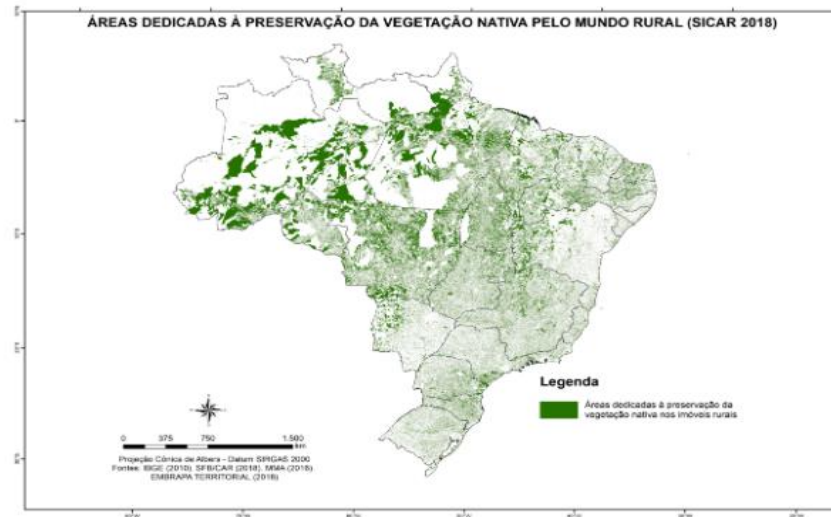 ÁREAS DEDICADAS À PRESERVAÇÃO DA VEGETAÇÃO NATIVA PELO MUNDO RURAL (SICAR 2018)
Legenda
Áreas dedicadas à preservação da
vegetação nativa nos imóveis rurais
0 375 750 1.500
km
Projeção Cônica de Albers - Datum SIRGAS 2000
Fontes: IBGE (2010), SFB/CAR (2018), MMA (2016)
EMBRAPA TERRITORIAL (2018)